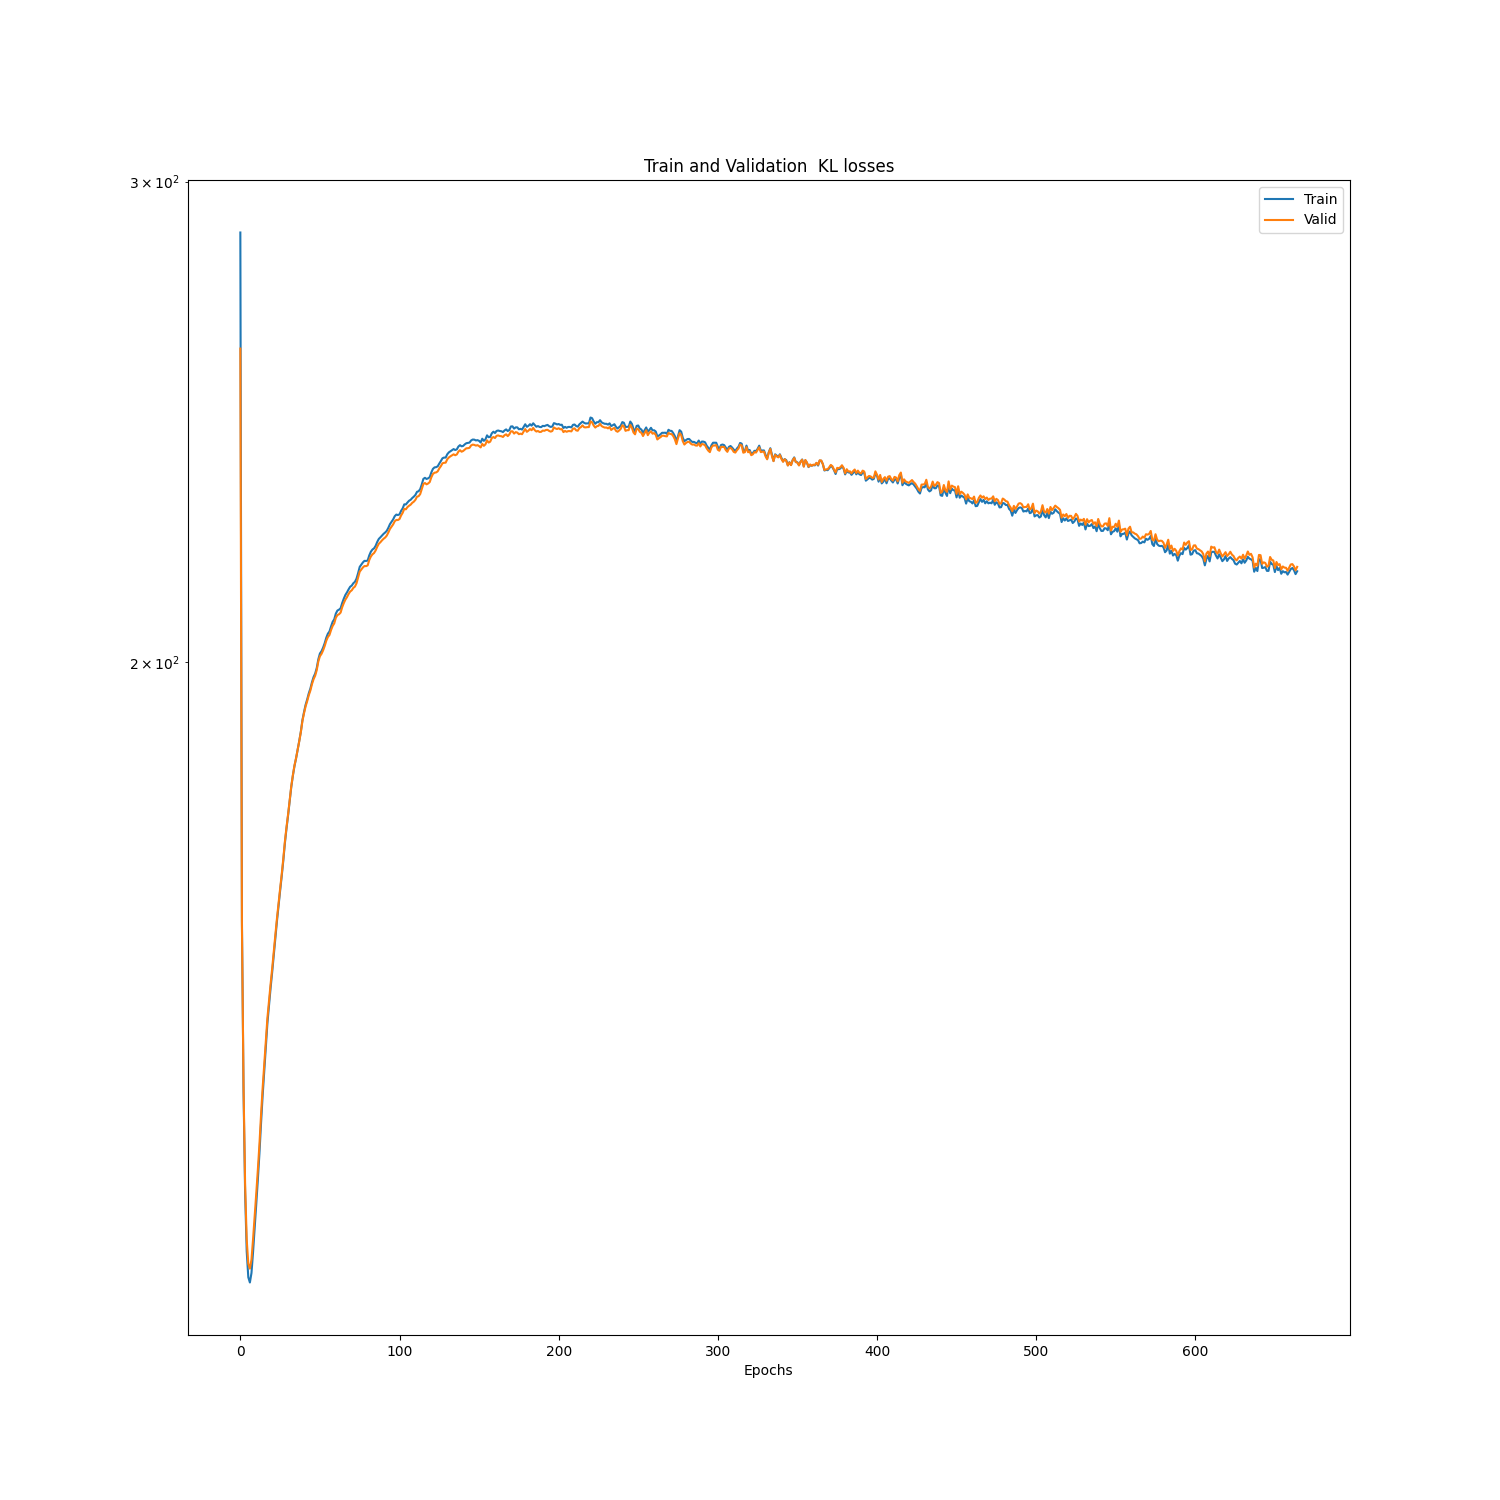 Train and Validation  KL losses
3 × 10²
Train
Valid
2 × 10²
0 100 200 300 400 500 600
Epochs